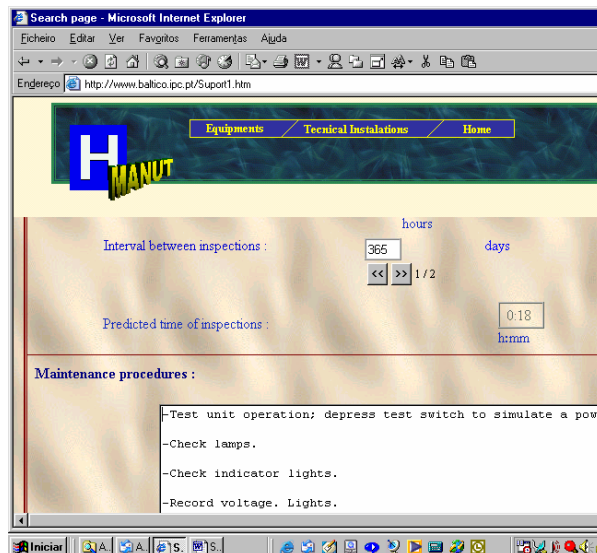 Search page - Microsoft Internet Explorer
Ficheiro Editar Ver Favoritos Ferramentas Ajuda
Endereço http://www.baltico.ipc.pt/Suport1.htm
Equipments Tecnical Instalations Home
H
MANUT
hours
Interval between inspections : 365 days
<< >> 1 / 2
Predicted time of inspections : 0:18
h:mm
Maintenance procedures :
-Test unit operation; depress test switch to simulate a pow
-Check lamps.
-Check indicator lights.
-Record voltage. Lights.
Iniciar A.. A.. S.. S..